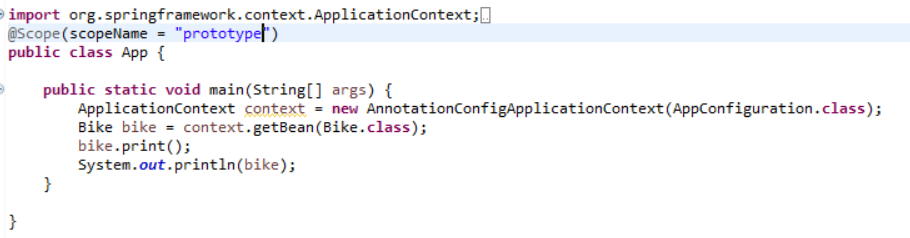 import org.springframework.context.ApplicationContext;
@Scope(scopeName = "prototype")
public class App {
public static void main(String[] args) {
ApplicationContext context = new AnnotationConfigApplicationContext(AppConfiguration.class);
Bike bike = context.getBean(Bike.class);
bike.print();
System.out.println(bike);
}
}